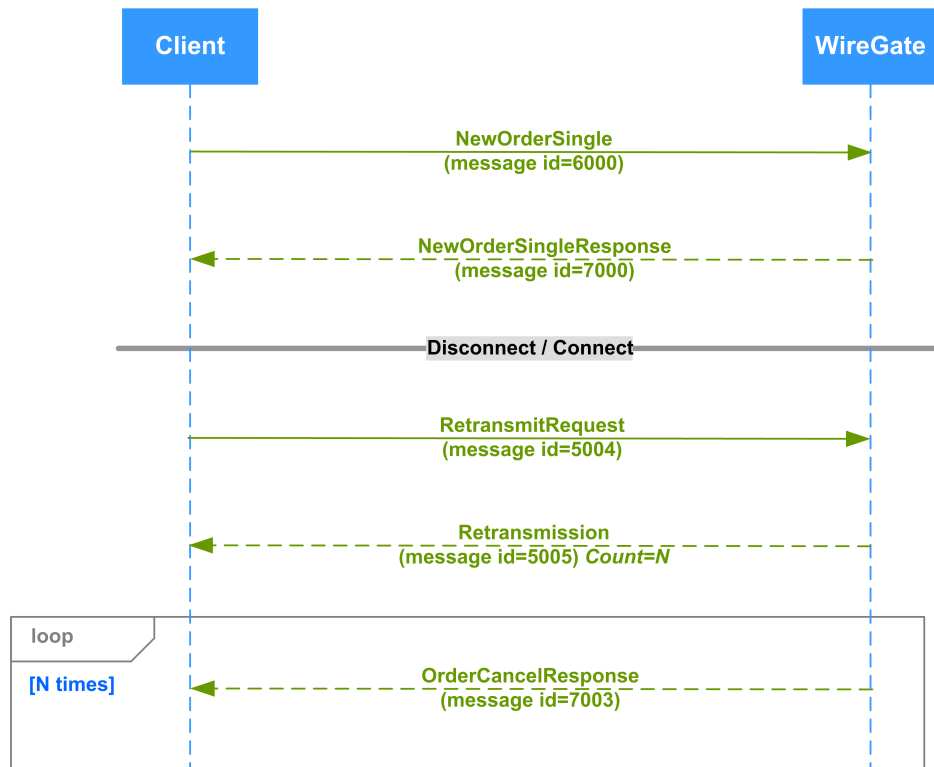 Client
WireGate
NewOrderSingle
(message id=6000)
NewOrderSingleResponse
(message id=7000)
Disconnect / Connect
RetransmitRequest
(message id=5004)
Retransmission
(message id=5005) Count=N
loop
[N times]
OrderCancelResponse
(message id=7003)